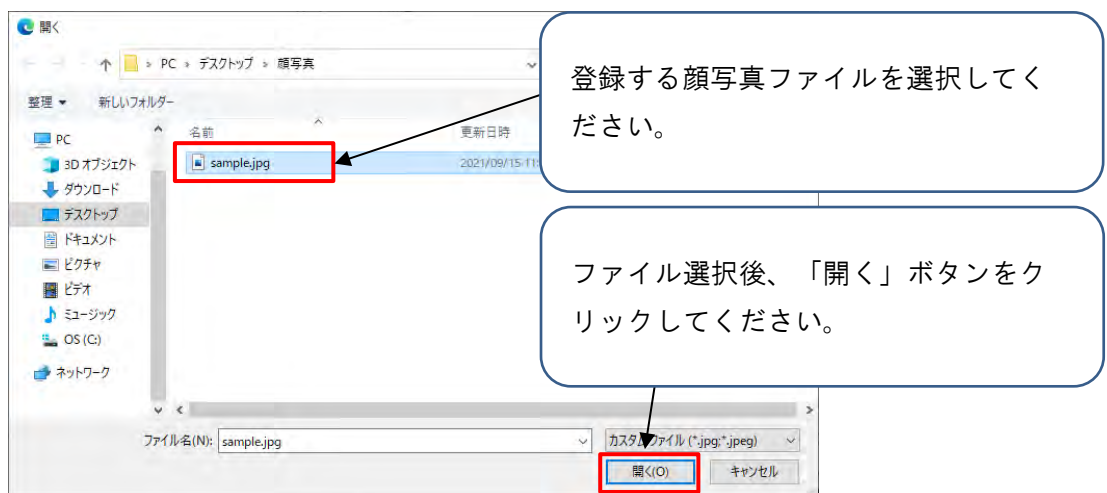 開く
PC › デスクトップ › 顔写真
整理 新しいフォルダー
名前 更新日時
PC
3D オブジェクト
ダウンロード
デスクトップ
ドキュメント
ピクチャ
ビデオ
ミュージック
OS (C:)
ネットワーク
sample.jpg 2021/09/15 11:
登録する顔写真ファイルを選択してく
ださい。
ファイル選択後、「開く」ボタンをク
リックしてください。
ファイル名(N): sample.jpg
カスタムファイル (*.jpg;*.jpeg)
開く(O) キャンセル